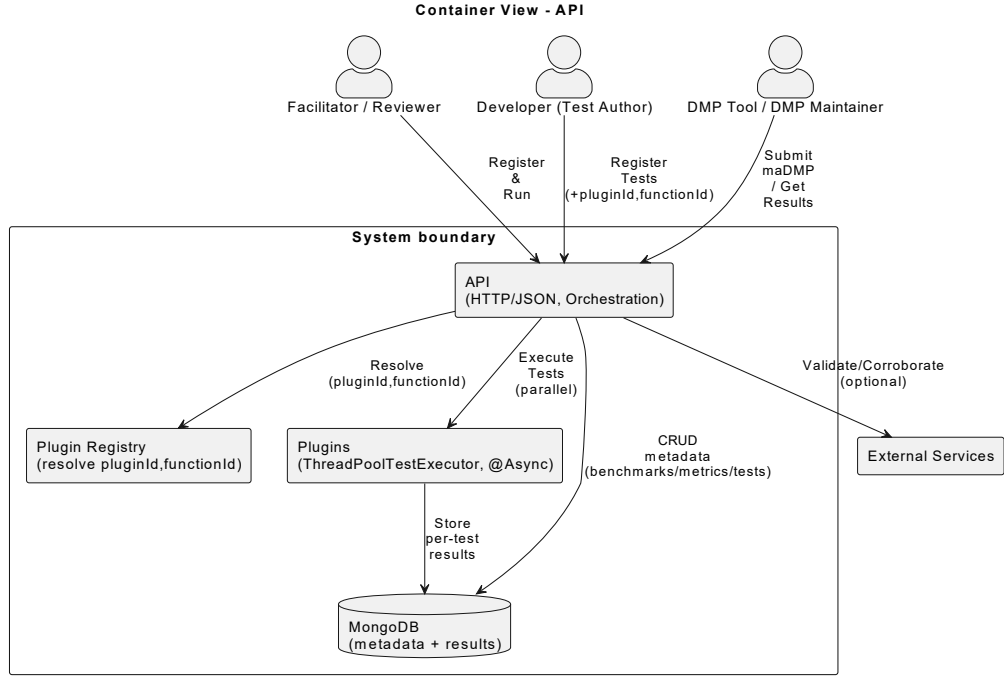 Container View - API
Facilitator / Reviewer
Developer (Test Author)
DMP Tool / DMP Maintainer
Register
&
Run
Register
Tests
(+pluginId,functionId)
Submit
maDMP
/ Get
Results
System boundary
API
(HTTP/JSON, Orchestration)
Resolve
(pluginId,functionId)
Execute
Tests
(parallel)
Validate/Corroborate
(optional)
Plugin Registry
(resolve pluginId,functionId)
Plugins
(ThreadPoolTestExecutor, @Async)
CRUD
metadata
(benchmarks/metrics/tests)
External Services
Store
per-test
results
MongoDB
(metadata + results)